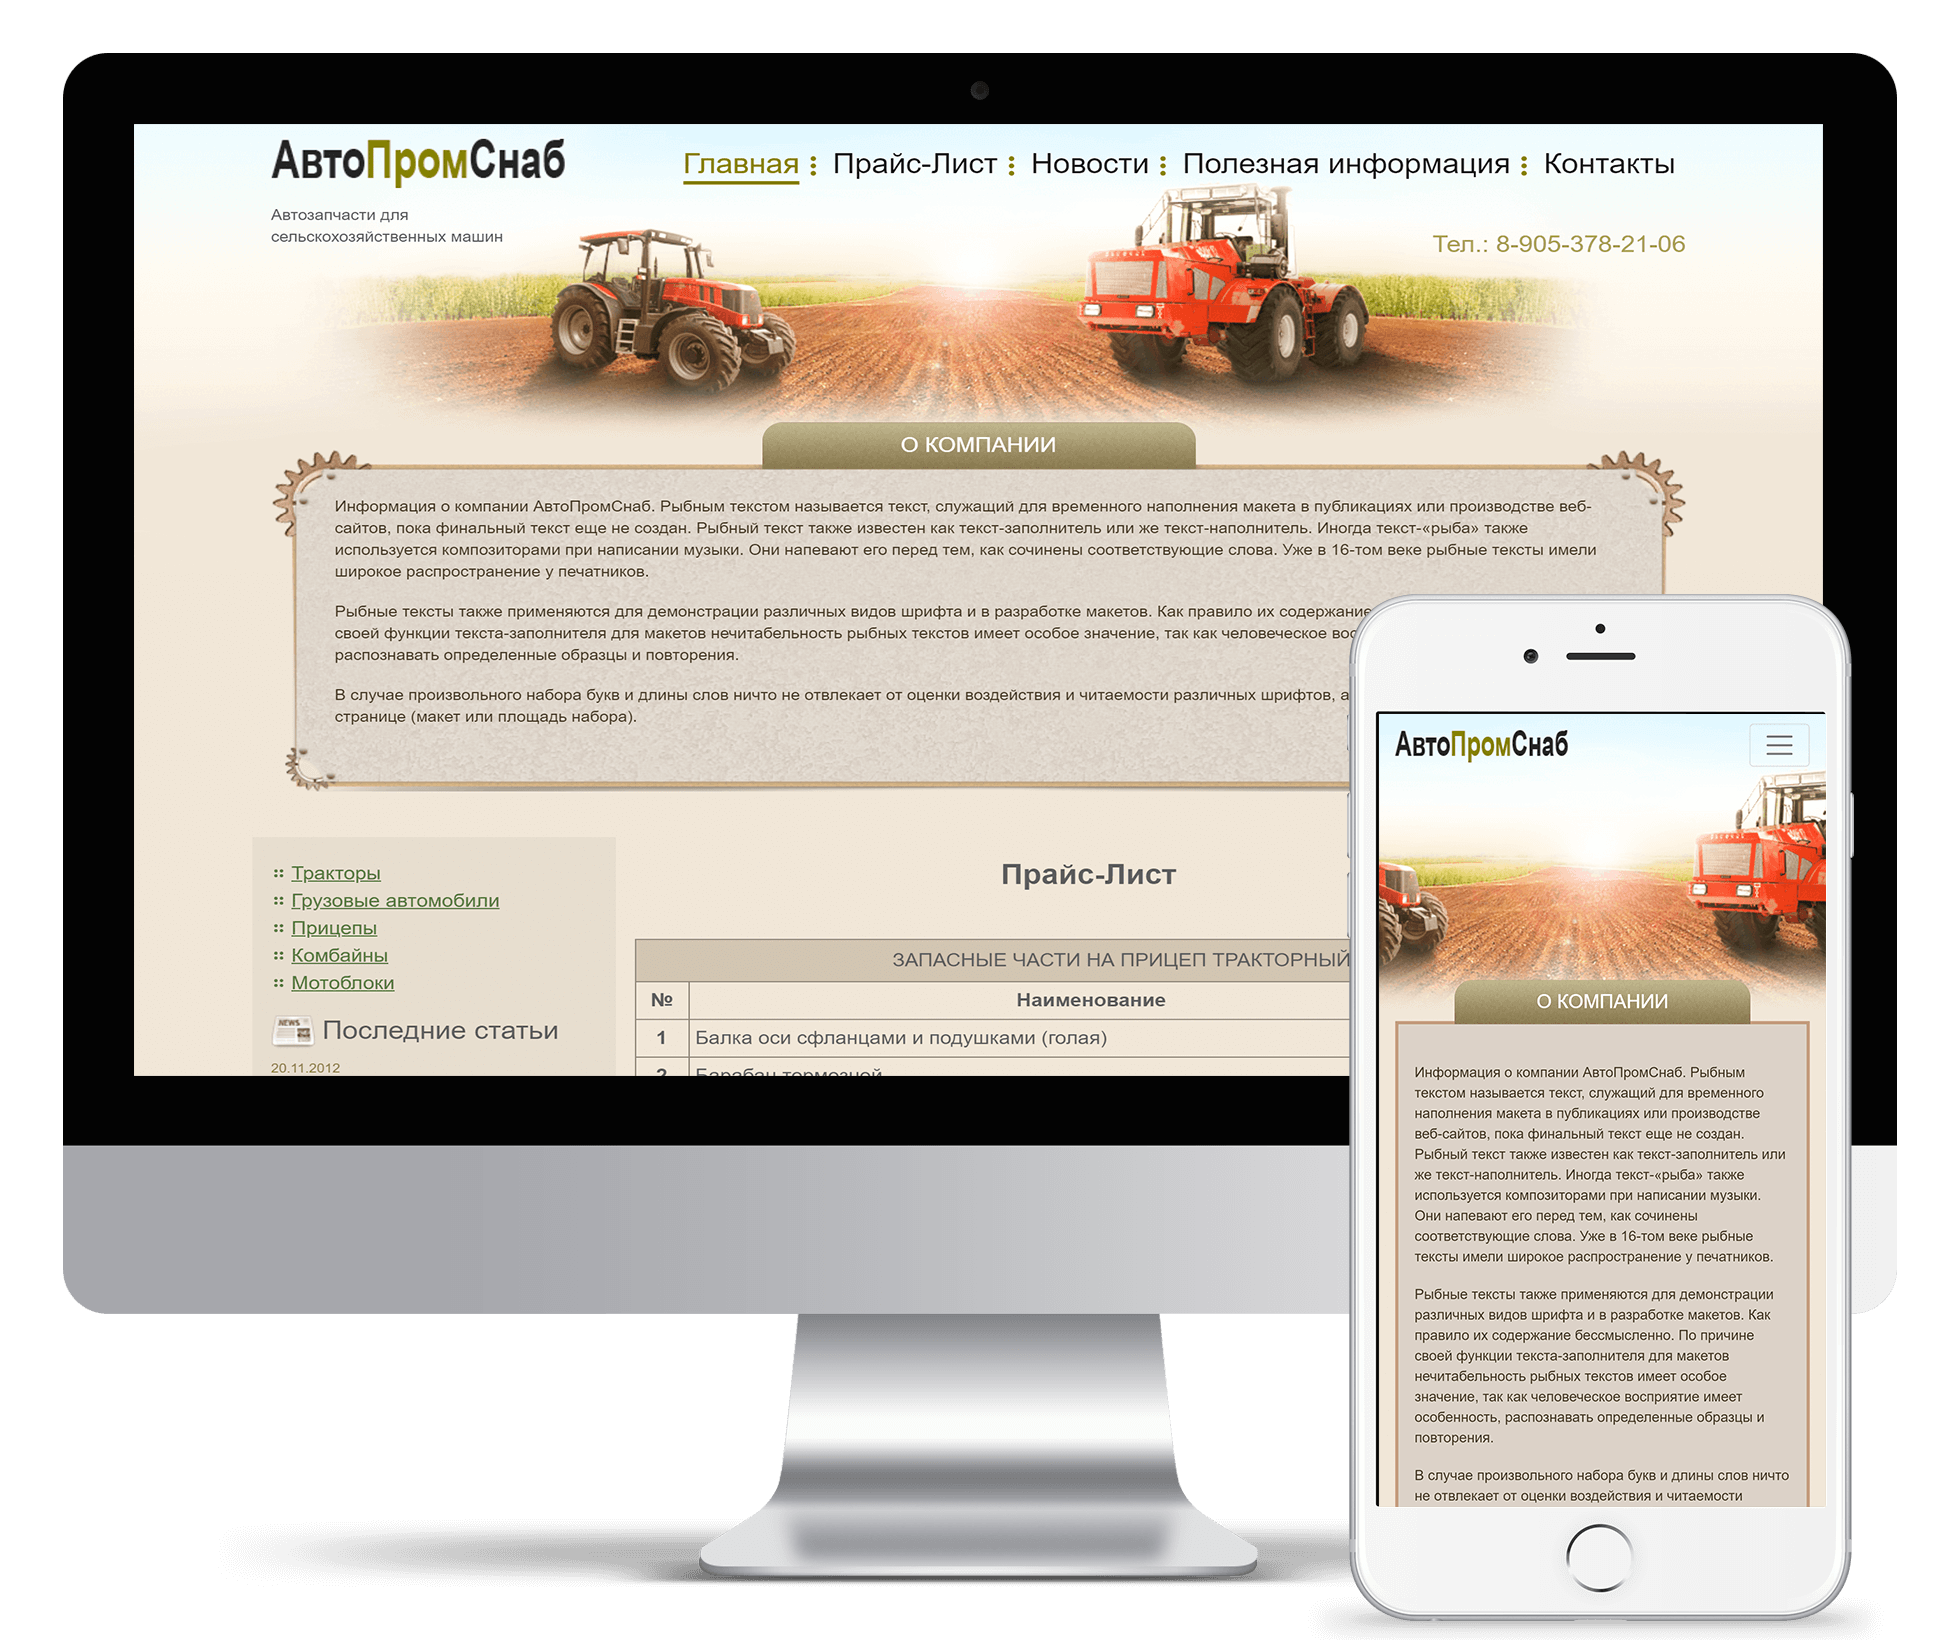 АвтоПромСнаб
Главная Прайс-Лист Новости Полезная информация Контакты
Автозапчасти для
сельскохозяйственных машин
Тел.: 8-905-378-21-06
О КОМПАНИИ
Информация о компании АвтоПромСнаб. Рыбным текстом называется текст, служащий для временного наполнения макета в публикациях или производстве веб-
сайтов, пока финальный текст еще не создан. Рыбный текст также известен как текст-заполнитель или же текст-наполнитель. Иногда текст-«рыба» также
используется композиторами при написании музыки. Они напевают его перед тем, как сочинены соответствующие слова. Уже в 16-том веке рыбные тексты имели
широкое распространение у печатников.
Рыбные тексты также применяются для демонстрации различных видов шрифта и в разработке макетов. Как правило их содержание
своей функции текста-заполнителя для макетов нечитабельность рыбных текстов имеет особое значение, так как человеческое вос
распознавать определенные образцы и повторения.
В случае произвольного набора букв и длины слов ничто не отвлекает от оценки воздействия и читаемости различных шрифтов, а
странице (макет или площадь набора).
Тракторы
Грузовые автомобили
Прицепы
Комбайны
Мотоблоки
NEWS
Последние статьи
20.11.2012
Прайс-Лист
ЗАПАСНЫЕ ЧАСТИ НА ПРИЦЕП ТРАКТОРНЫЙ
№ Наименование
1 Балка оси сфланцами и подушками (голая)
2 Барабан тормозной
АвтоПромСнаб
О КОМПАНИИ
Информация о компании АвтоПромСнаб. Рыбным
текстом называется текст, служащий для временного
наполнения макета в публикациях или производстве
веб-сайтов, пока финальный текст еще не создан.
Рыбный текст также известен как текст-заполнитель или
же текст-наполнитель. Иногда текст-«рыба» также
используется композиторами при написании музыки.
Они напевают его перед тем, как сочинены
соответствующие слова. Уже в 16-том веке рыбные
тексты имели широкое распространение у печатников.
Рыбные тексты также применяются для демонстрации
различных видов шрифта и в разработке макетов. Как
правило их содержание бессмысленно. По причине
своей функции текста-заполнителя для макетов
нечитабельность рыбных текстов имеет особое
значение, так как человеческое восприятие имеет
особенность, распознавать определенные образцы и
повторения.
В случае произвольного набора букв и длины слов ничто
не отвлекает от оценки воздействия и читаемости